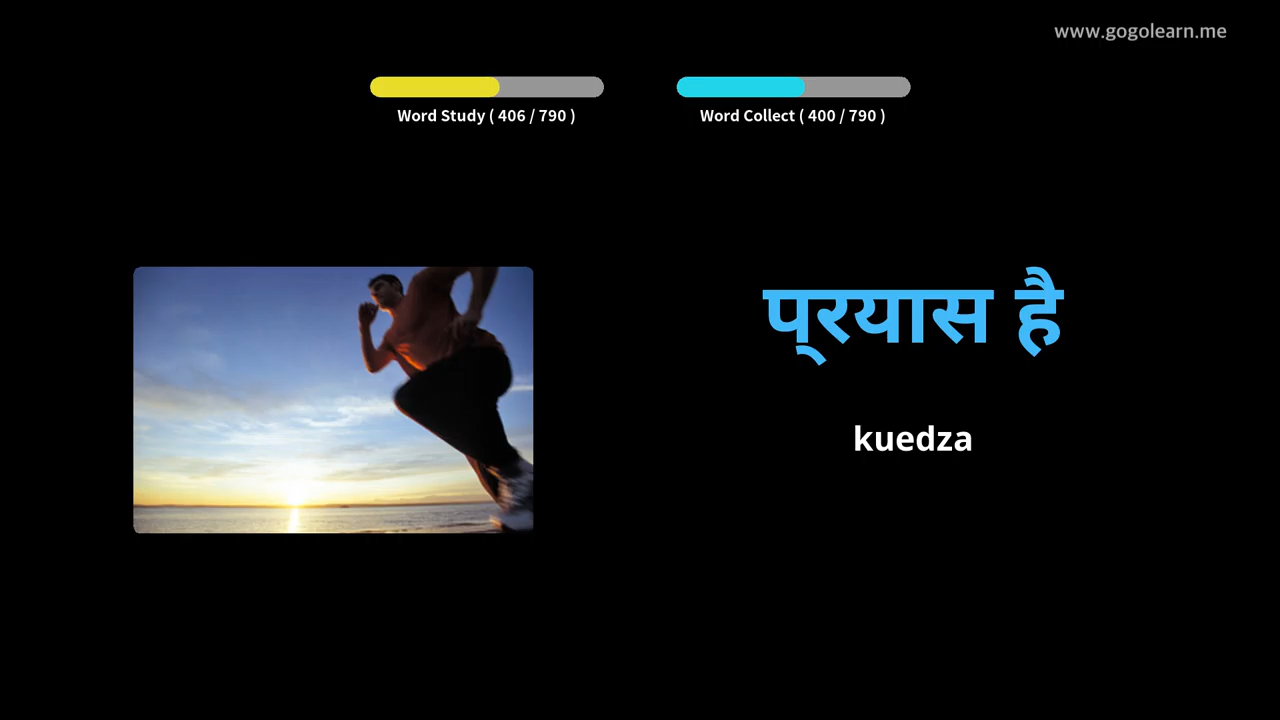 www.gogolearn.me
Word Study ( 406 / 790 )
Word Collect ( 400 / 790 )
प्रयास है
kuedza